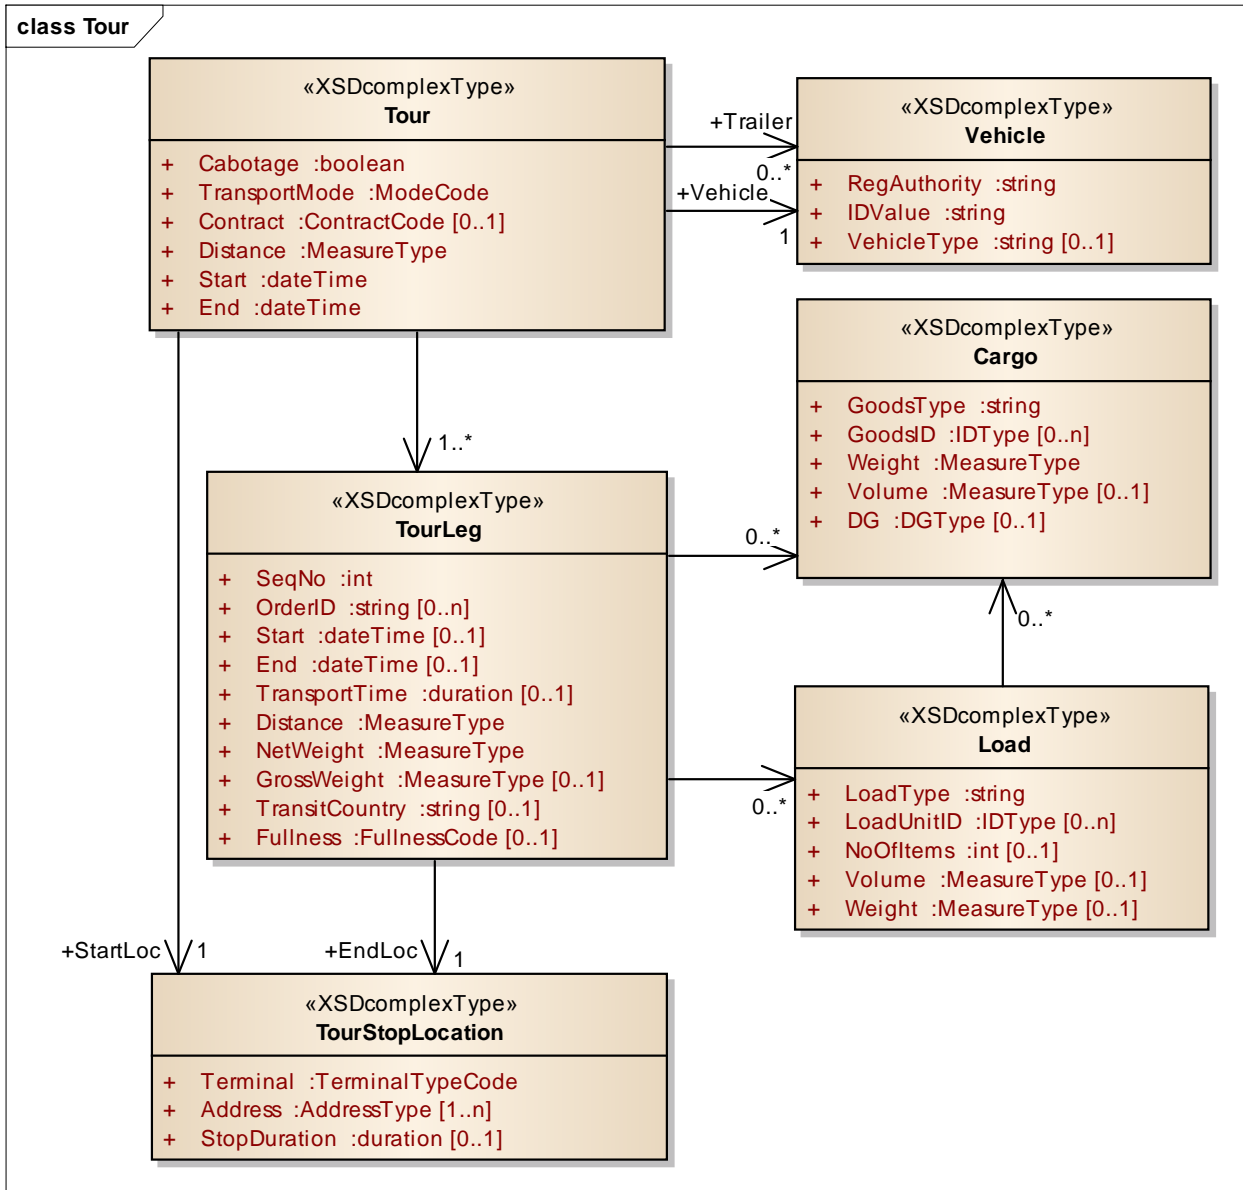 class Tour
«XSDcomplexType»
Tour
+ Cabotage :boolean
+ TransportMode :ModeCode
+ Contract :ContractCode [0..1]
+ Distance :MeasureType
+ Start :dateTime
+ End :dateTime
+Trailer
0..*
+Vehicle
1
«XSDcomplexType»
Vehicle
+ RegAuthority :string
+ IDValue :string
+ VehicleType :string [0..1]
«XSDcomplexType»
Cargo
+ GoodsType :string
+ GoodsID :IDType [0..n]
+ Weight :MeasureType
+ Volume :MeasureType [0..1]
+ DG :DGType [0..1]
1..*
«XSDcomplexType»
TourLeg
+ SeqNo :int
+ OrderID :string [0..n]
+ Start :dateTime [0..1]
+ End :dateTime [0..1]
+ TransportTime :duration [0..1]
+ Distance :MeasureType
+ NetWeight :MeasureType
+ GrossWeight :MeasureType [0..1]
+ TransitCountry :string [0..1]
+ Fullness :FullnessCode [0..1]
0..*
0..*
0..*
«XSDcomplexType»
Load
+ LoadType :string
+ LoadUnitID :IDType [0..n]
+ NoOfItems :int [0..1]
+ Volume :MeasureType [0..1]
+ Weight :MeasureType [0..1]
+StartLoc
1
+EndLoc
1
«XSDcomplexType»
TourStopLocation
+ Terminal :TerminalTypeCode
+ Address :AddressType [1..n]
+ StopDuration :duration [0..1]